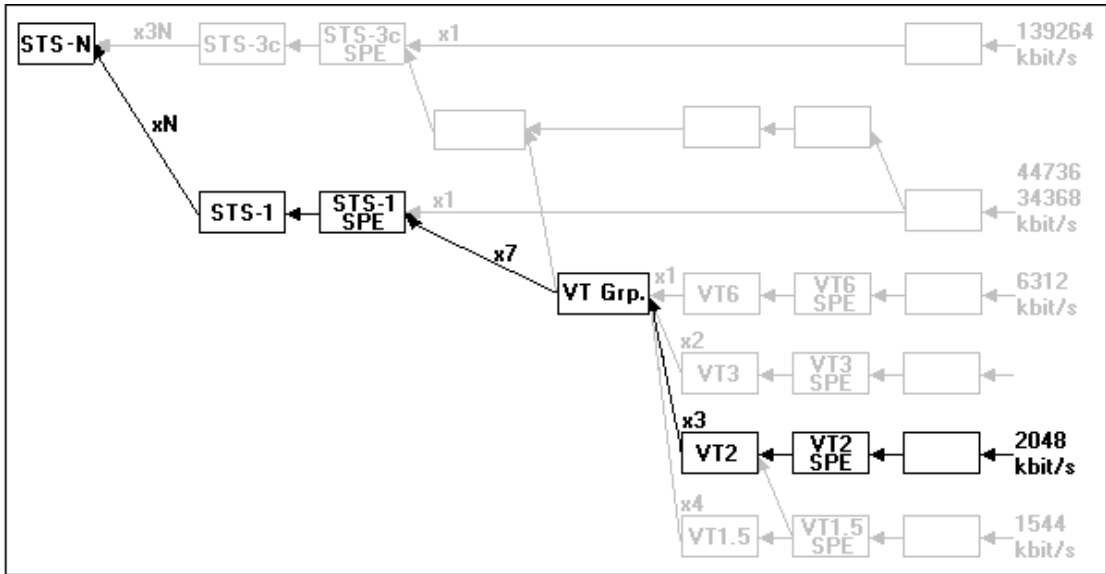 STS-N
x3N
STS-3c
STS-3c
SPE
x1
139264
kbit/s
xN
44736
34368
kbit/s
STS-1
STS-1
SPE
x1
x7
VT Grp.
x1
VT6
VT6
SPE
6312
kbit/s
x2
VT3
VT3
SPE
x3
VT2
VT2
SPE
2048
kbit/s
x4
VT1.5
VT1.5
SPE
1544
kbit/s